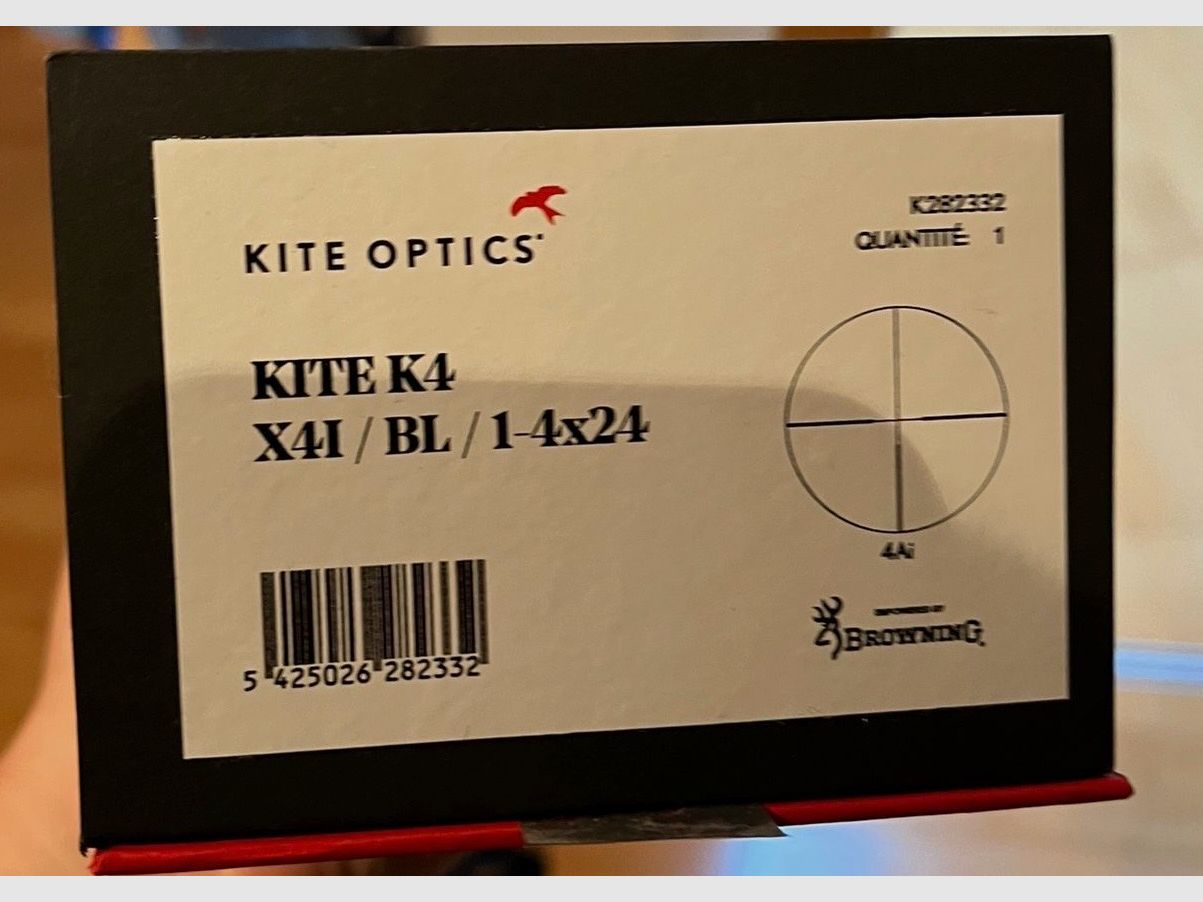 KITE OPTICS
K282332
QUANTITÉ 1
KITE K4
X4I / BL / 1-4x24
4Ai
5 425026 282332
BROWNING